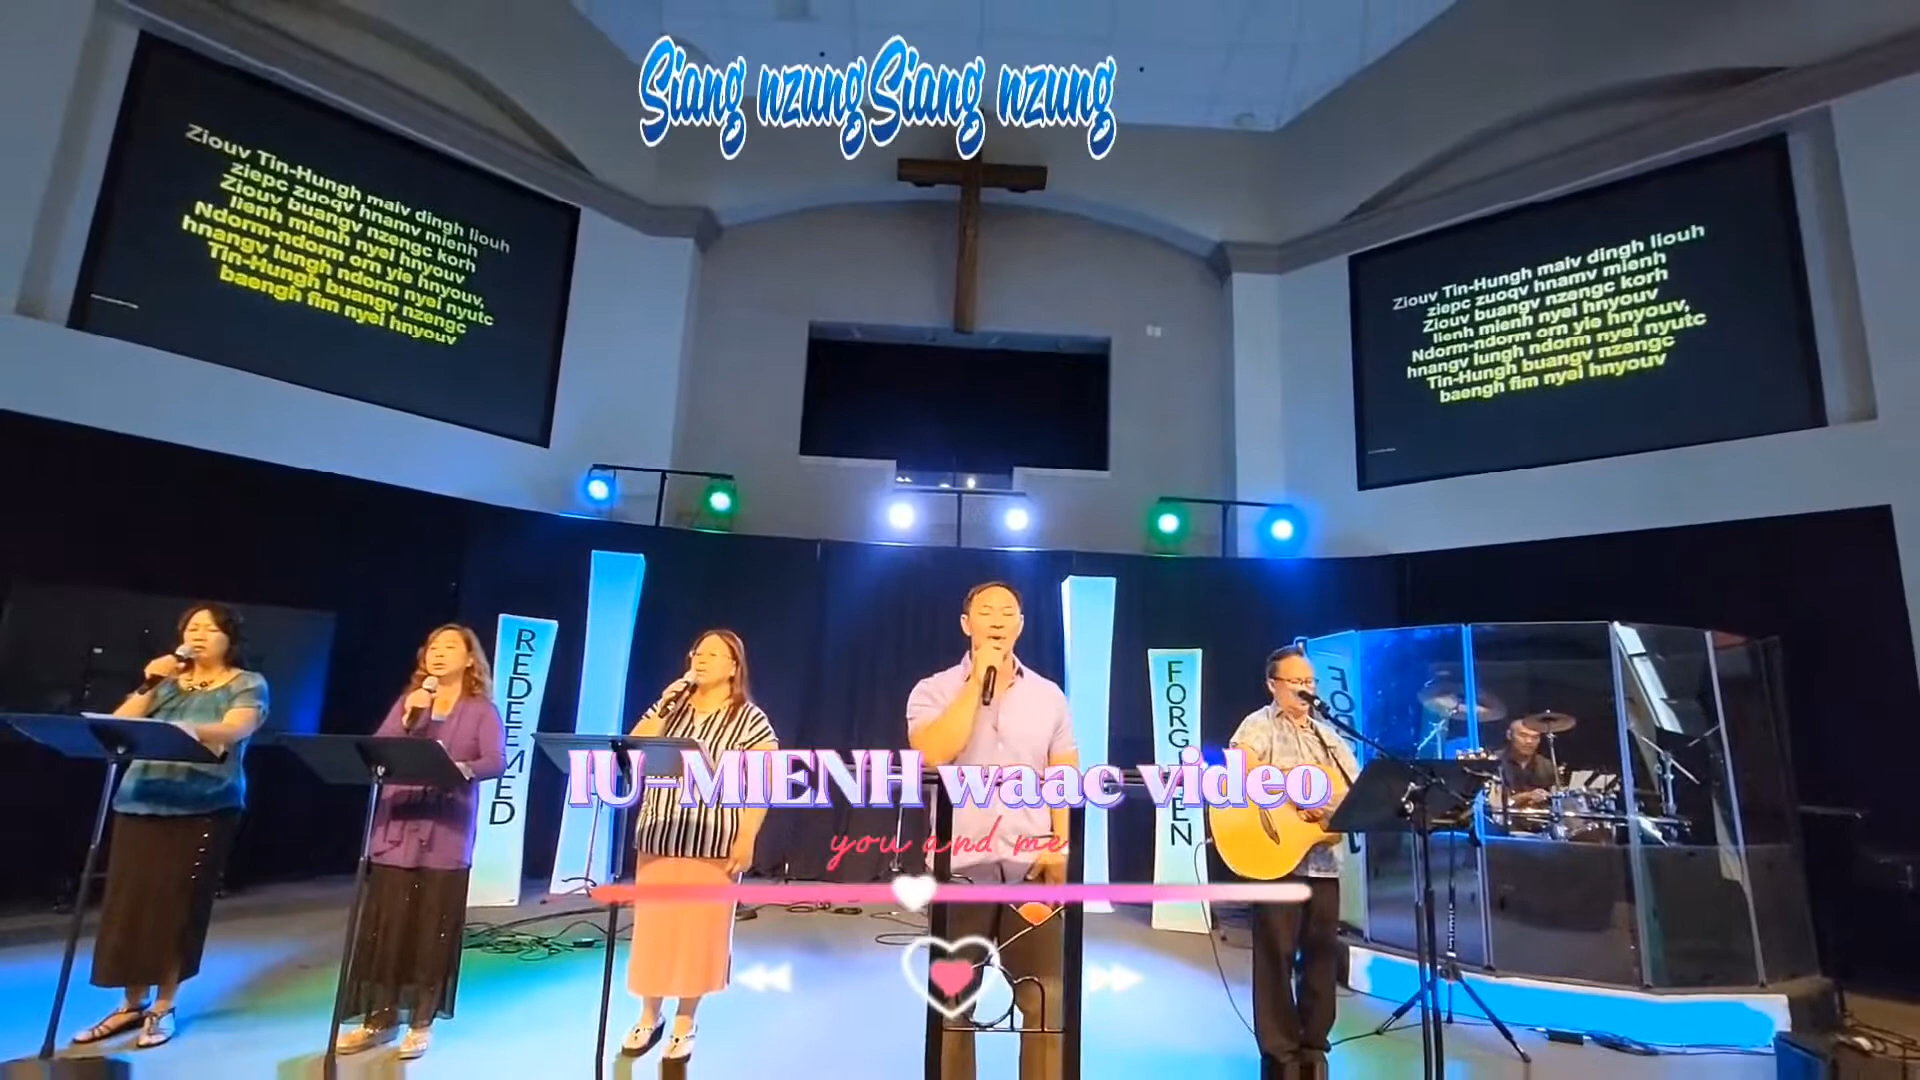 Siang nzung Siang nzung
Ziouv Tin-Hungh maiv dingh liouh
ziepc zuoqv hnamv mienh
Ziouv buangv nzengc korh
lienh mienh nyei hnyouv
Ndorm-ndorm orn yie hnyouv,
hnangv lungh ndorm nyei nyutc
Tin-Hungh buangv nzengc
baengh fim nyei hnyouv
Ziouv Tin-Hungh maiv dingh liouh
ziepc zuoqv hnamv mienh
Ziouv buangv nzengc korh
lienh mienh nyei hnyouv
Ndorm-ndorm orn yie hnyouv,
hnangv lungh ndorm nyei nyutc
Tin-Hungh buangv nzengc
baengh fim nyei hnyouv
REDEEMED
IU-MIENH waac video
you and me